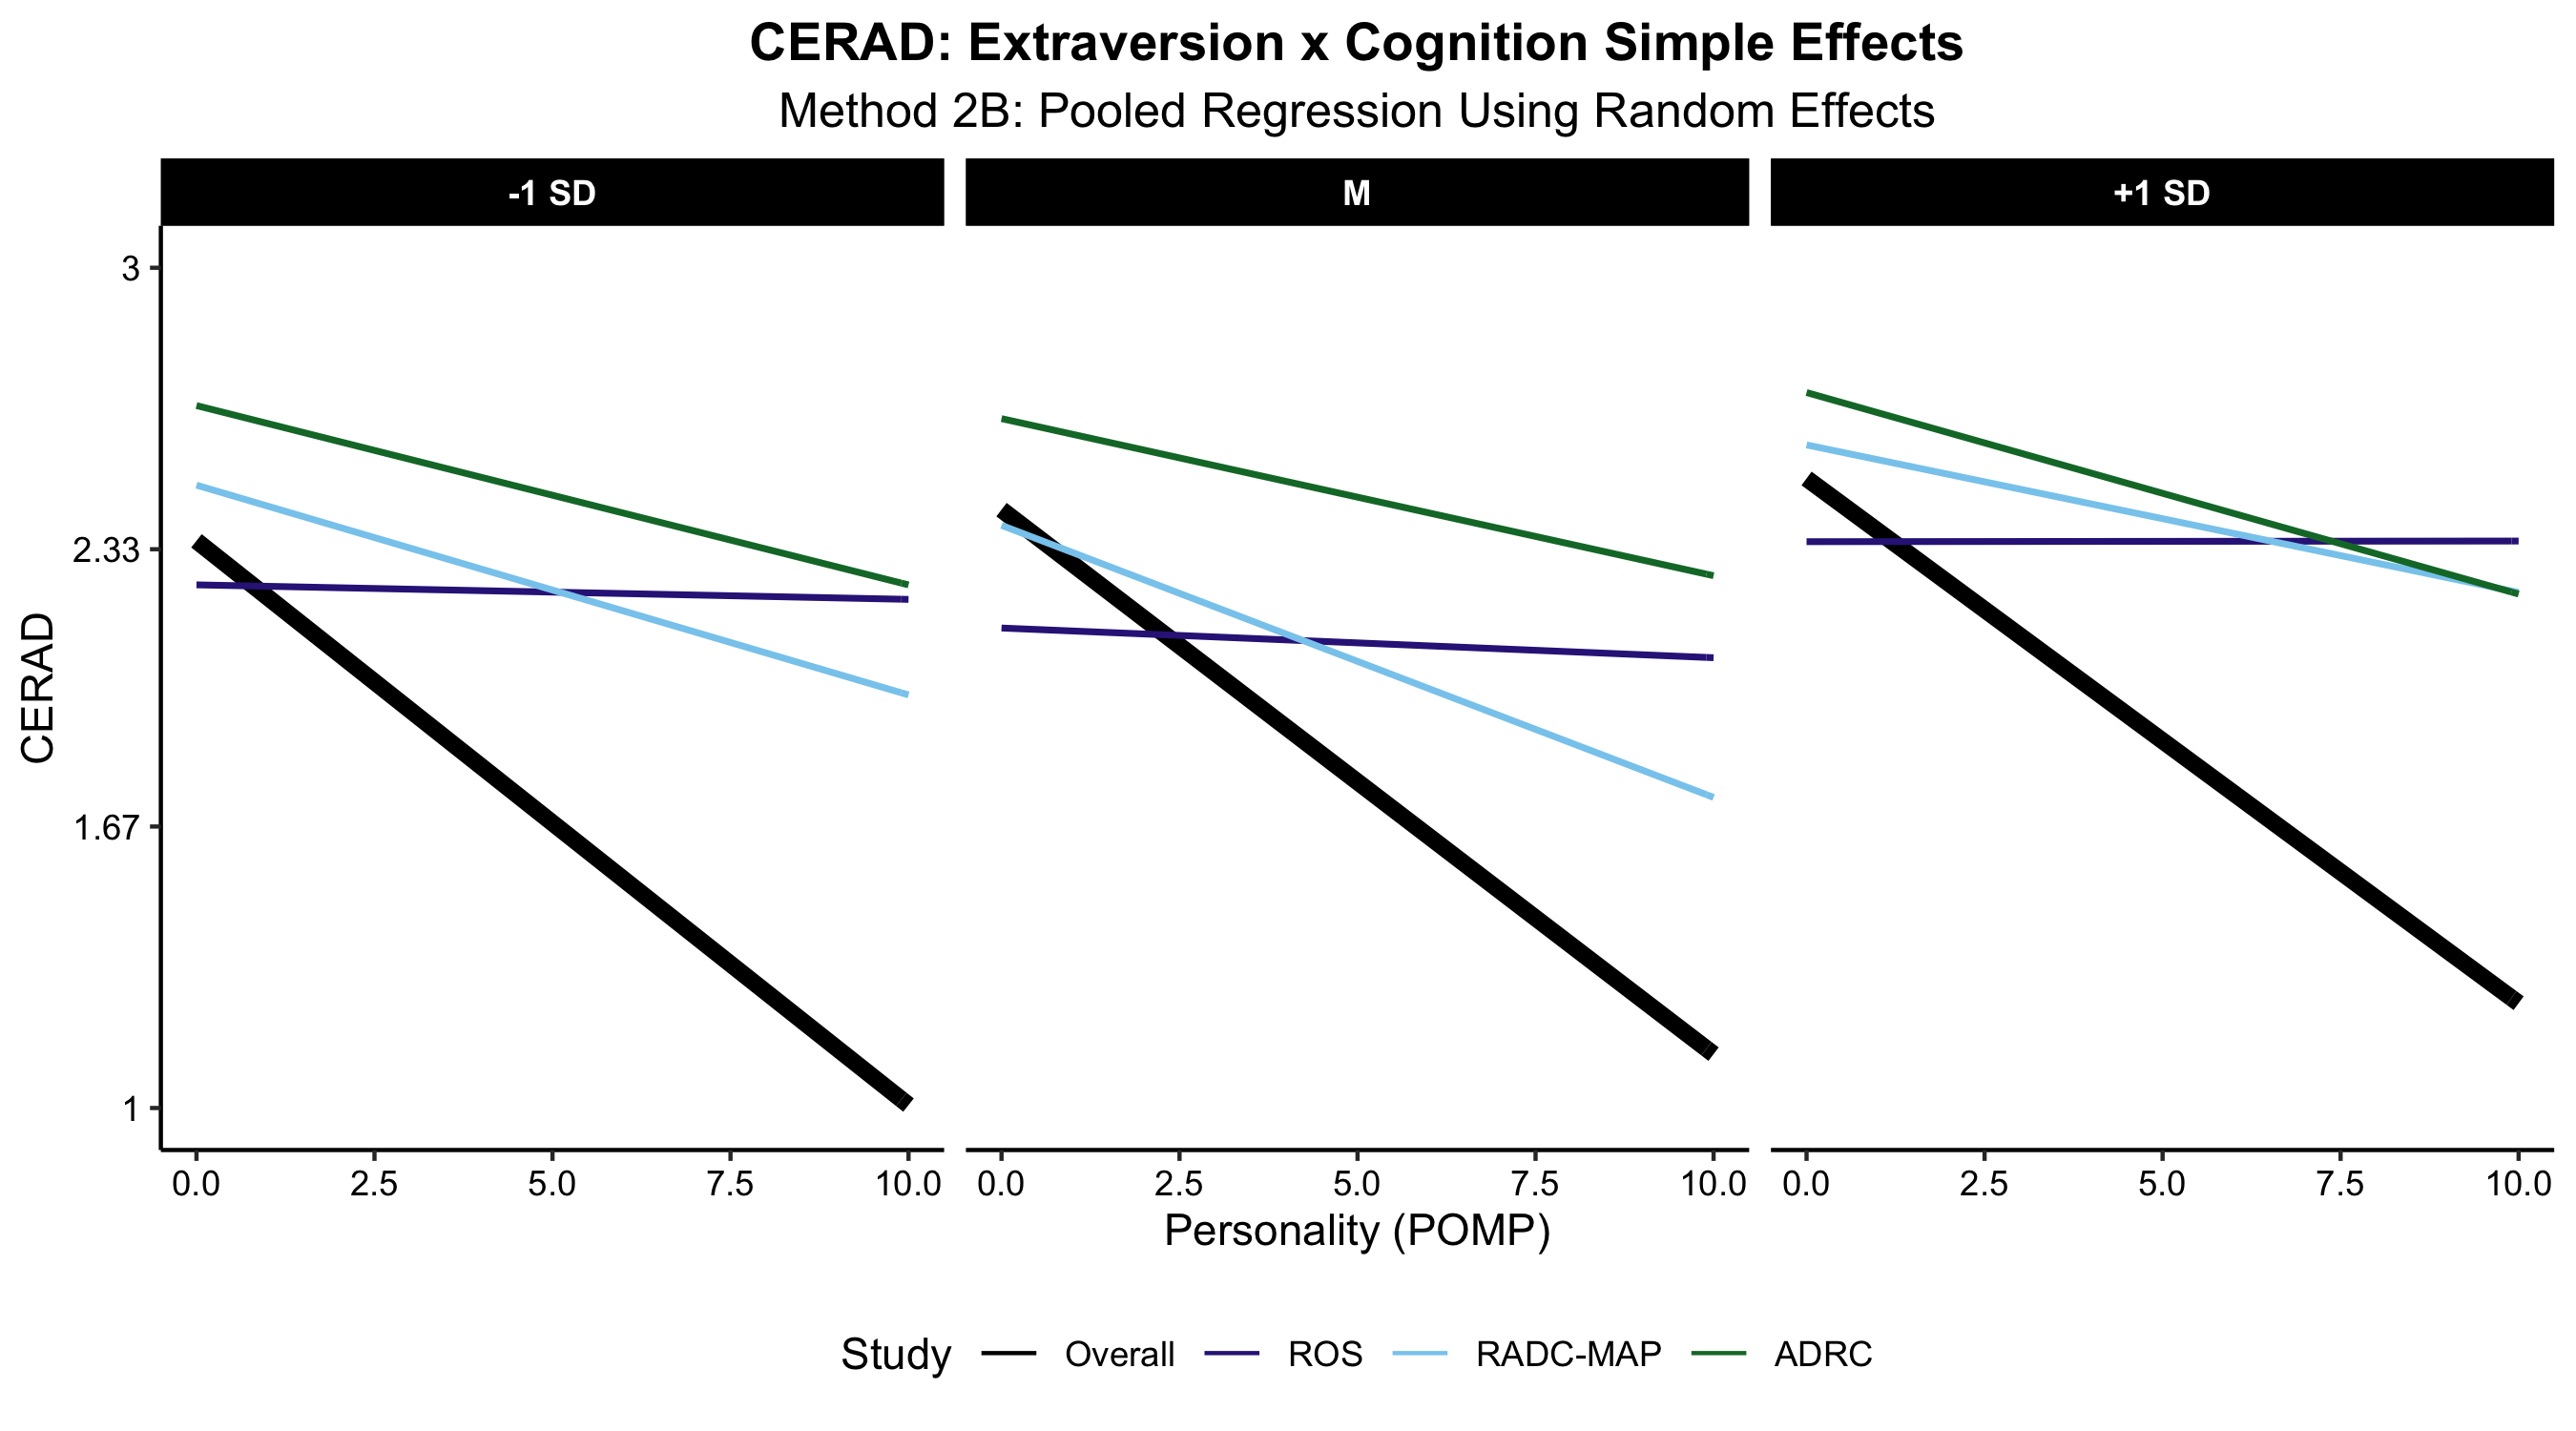 CERAD: Extraversion x Cognition Simple Effects
Method 2B: Pooled Regression Using Random Effects
-1 SD M +1 SD
3
2.33
1.67
1
CERAD
0.0 2.5 5.0 7.5 10.0 0.0 2.5 5.0 7.5 10.0 0.0 2.5 5.0 7.5 10.0
Personality (POMP)
Study Overall ROS RADC-MAP ADRC